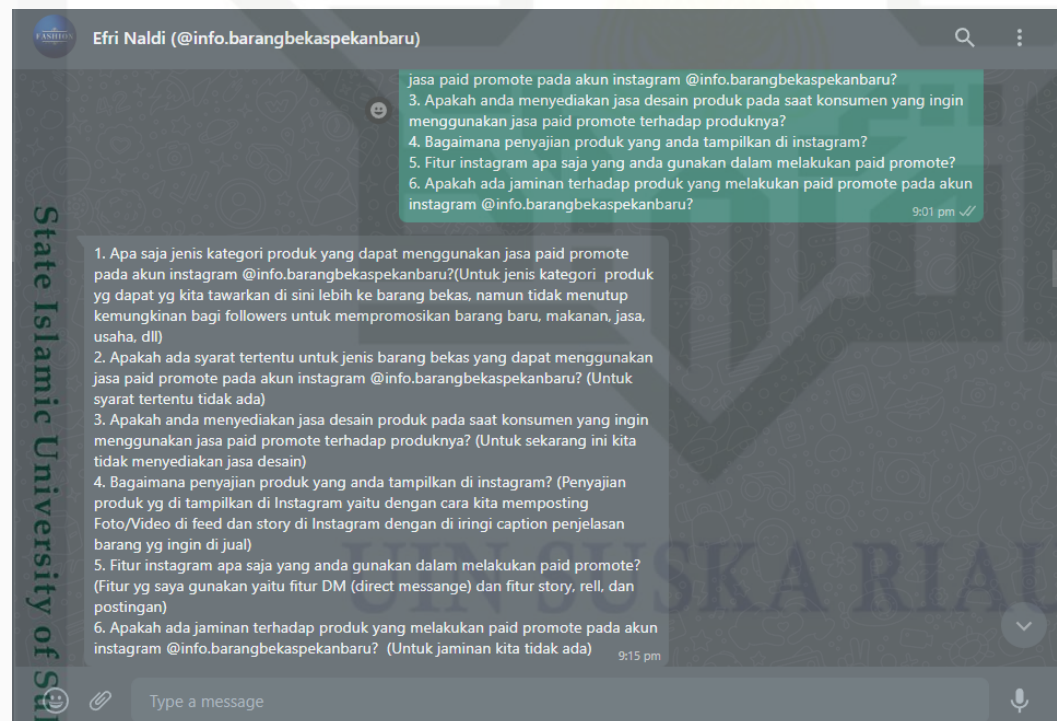 FASHION
Efri Naldi (@info.barangbekaspekanbaru)
jasa paid promote pada akun instagram @info.barangbekaspekanbaru?
3. Apakah anda menyediakan jasa desain produk pada saat konsumen yang ingin
menggunakan jasa paid promote terhadap produknya?
4. Bagaimana penyajian produk yang anda tampilkan di instagram?
5. Fitur instagram apa saja yang anda gunakan dalam melakukan paid promote?
6. Apakah ada jaminan terhadap produk yang melakukan paid promote pada akun
instagram @info.barangbekaspekanbaru?
9:01 pm
1. Apa saja jenis kategori produk yang dapat menggunakan jasa paid promote
pada akun instagram @info.barangbekaspekanbaru?(Untuk jenis kategori produk
yg dapat yg kita tawarkan di sini lebih ke barang bekas, namun tidak menutup
kemungkinan bagi followers untuk mempromosikan barang baru, makanan, jasa,
usaha, dll)
2. Apakah ada syarat tertentu untuk jenis barang bekas yang dapat menggunakan
jasa paid promote pada akun instagram @info.barangbekaspekanbaru? (Untuk
syarat tertentu tidak ada)
3. Apakah anda menyediakan jasa desain produk pada saat konsumen yang ingin
menggunakan jasa paid promote terhadap produknya? (Untuk sekarang ini kita
tidak menyediakan jasa desain)
4. Bagaimana penyajian produk yang anda tampilkan di instagram? (Penyajian
produk yg di tampilkan di Instagram yaitu dengan cara kita memposting
Foto/Video di feed dan story di Instagram dengan di iringi caption penjelasan
barang yg ingin di jual)
5. Fitur instagram apa saja yang anda gunakan dalam melakukan paid promote?
(Fitur yg saya gunakan yaitu fitur DM (direct messange) dan fitur story, rell, dan
postingan)
6. Apakah ada jaminan terhadap produk yang melakukan paid promote pada akun
instagram @info.barangbekaspekanbaru? (Untuk jaminan kita tidak ada)
9:15 pm
Type a message
State Islamic University of Sul
UIN SUSKA RIAU